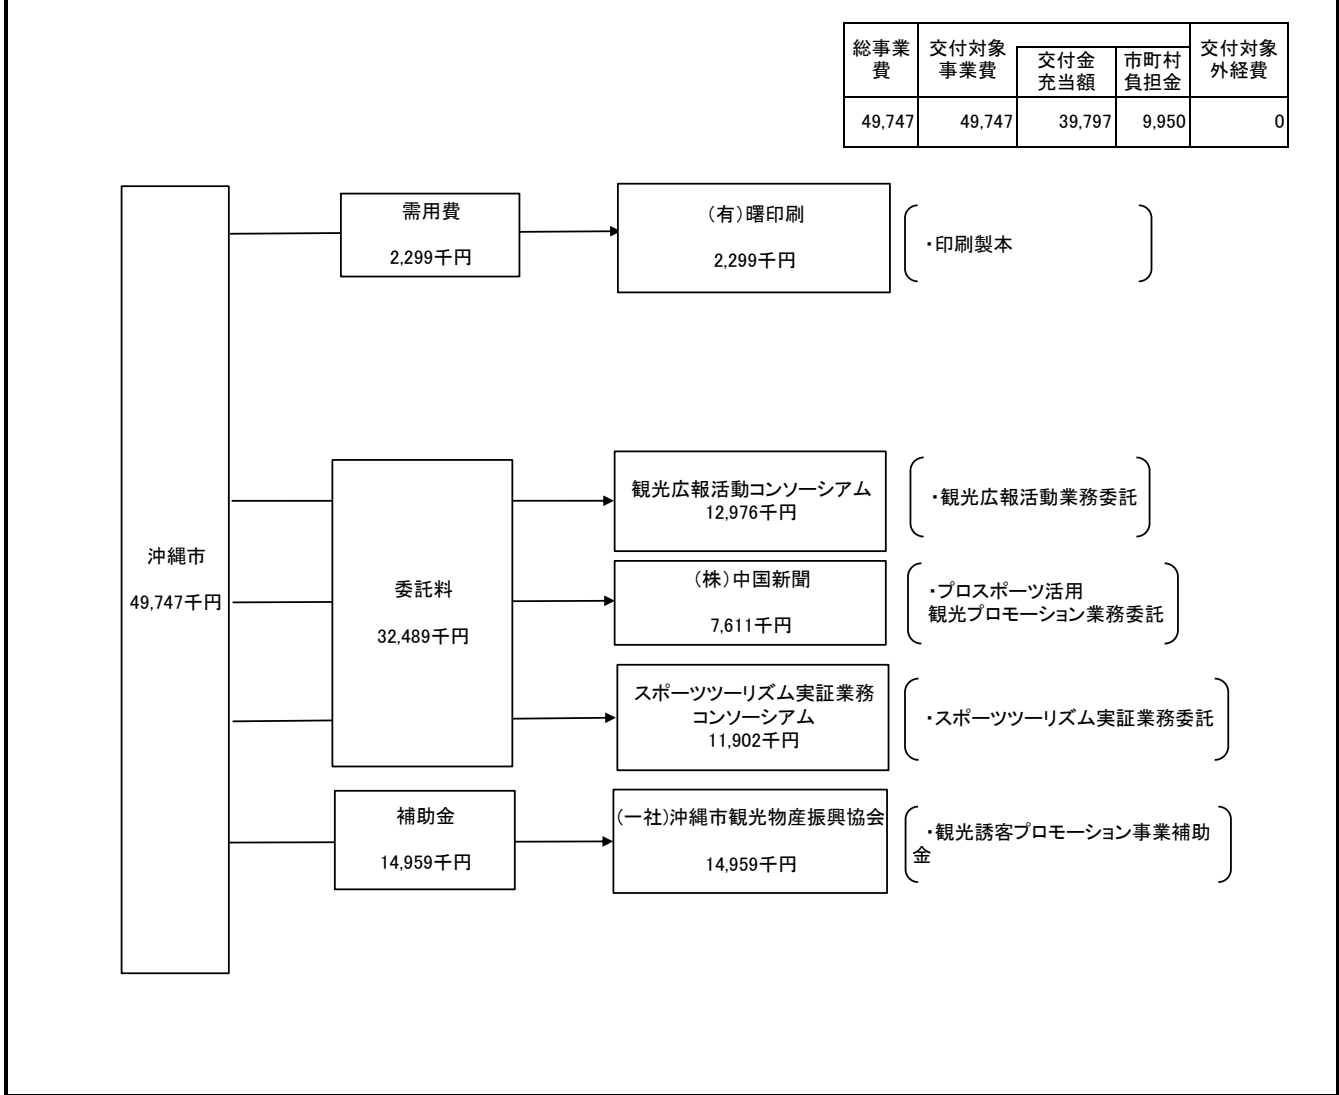 総事業
費
交付対象
事業費
交付金
充当額
市町村
負担金
交付対象
外経費
49,747
49,747
39,797
9,950
0
沖縄市
49,747千円
需用費
2,299千円
（有）曙印刷
2,299千円
・印刷製本
委託料
32,489千円
観光広報活動コンソーシアム
12,976千円
・観光広報活動業務委託
（株）中国新聞
7,611千円
・プロスポーツ活用
観光プロモーション業務委託
スポーツツーリズム実証業務
コンソーシアム
11,902千円
・スポーツツーリズム実証業務委託
補助金
14,959千円
（一社）沖縄市観光物産振興協会
14,959千円
・観光誘客プロモーション事業補助
金